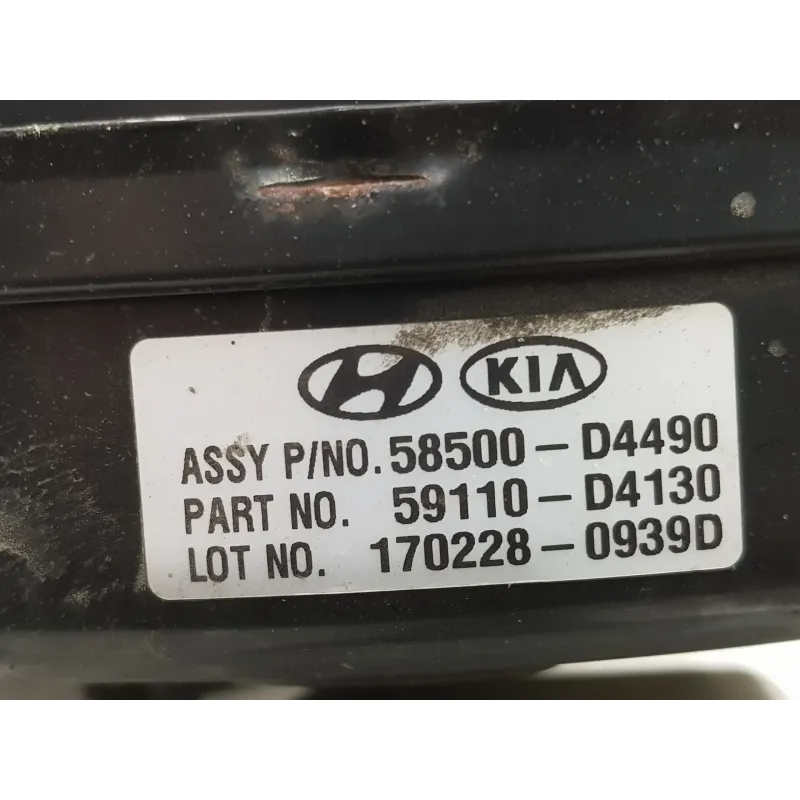 KIA
ASSY P/NO. 58500-D4490
PART NO. 59110-D4130
LOT NO. 170228-0939D